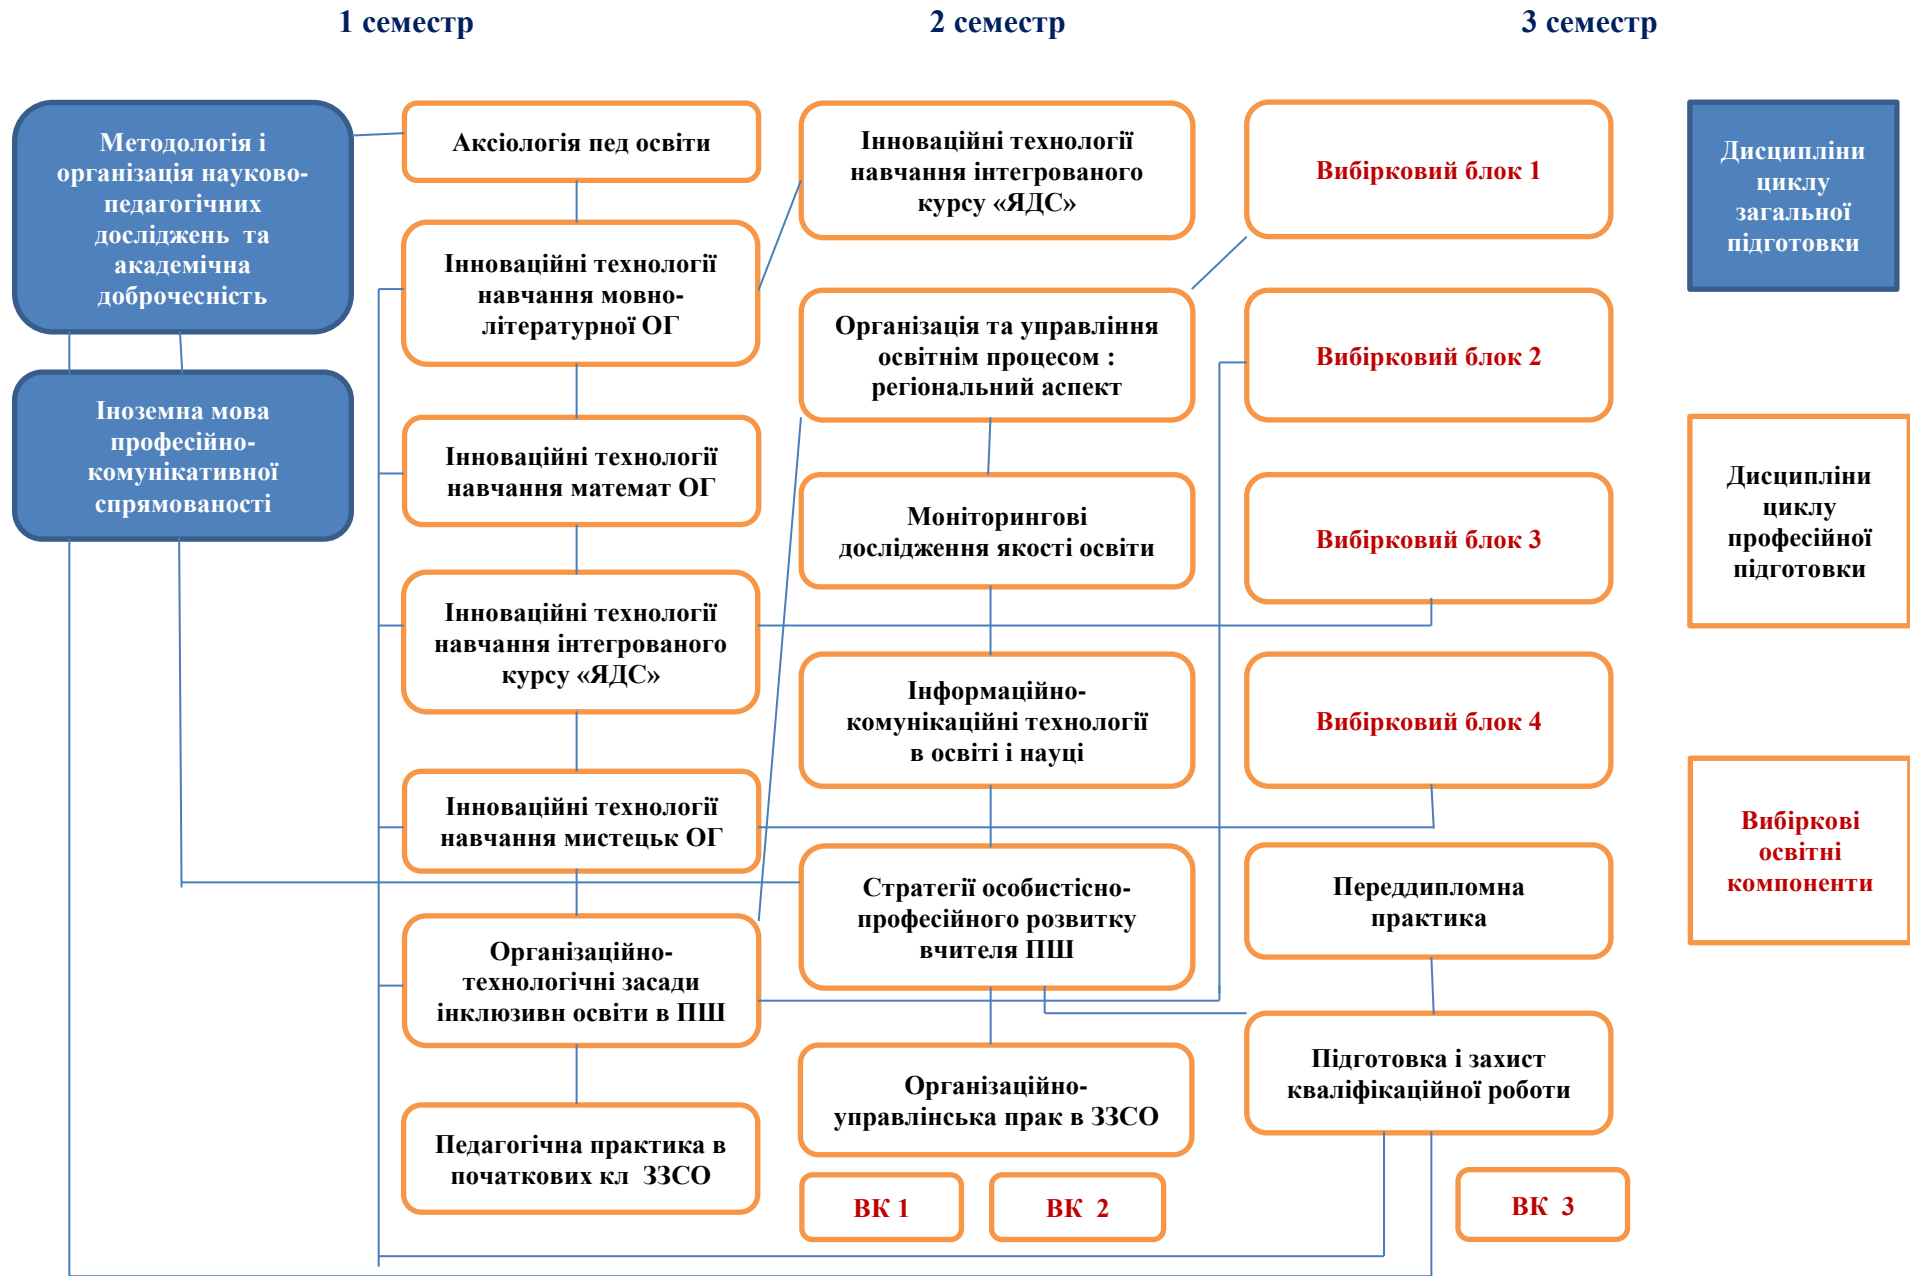 1 семестр
2 семестр
3 семестр
Методологія і
організація науково-
педагогічних
досліджень та
академічна
доброчесність
Іноземна мова
професійно-
комунікативної
спрямованості
Аксіологія пед освіти
Інноваційні технології
навчання мовно-
літературної ОГ
Інноваційні технології
навчання математ ОГ
Інноваційні технології
навчання інтегрованого
курсу «ЯДС»
Інноваційні технології
навчання мистецьк ОГ
Організаційно-
технологічні засади
інклюзивн освіти в ПШ
Педагогічна практика в
початкових кл ЗЗСО
Інноваційні технології
навчання інтегрованого
курсу «ЯДС»
Організація та управління
освітнім процесом :
регіональний аспект
Моніторингові
дослідження якості освіти
Інформаційно-
комунікаційні технології
в освіті і науці
Стратегії особистісно-
професійного розвитку
вчителя ПШ
Організаційно-
управлінська прак в ЗЗСО
ВК 1
ВК 2
Вибірковий блок 1
Вибірковий блок 2
Вибірковий блок 3
Вибірковий блок 4
Переддипломна
практика
Підготовка і захист
кваліфікаційної роботи
ВК 3
Дисципліни
циклу
загальної
підготовки
Дисципліни
циклу
професійної
підготовки
Вибіркові
освітні
компоненти